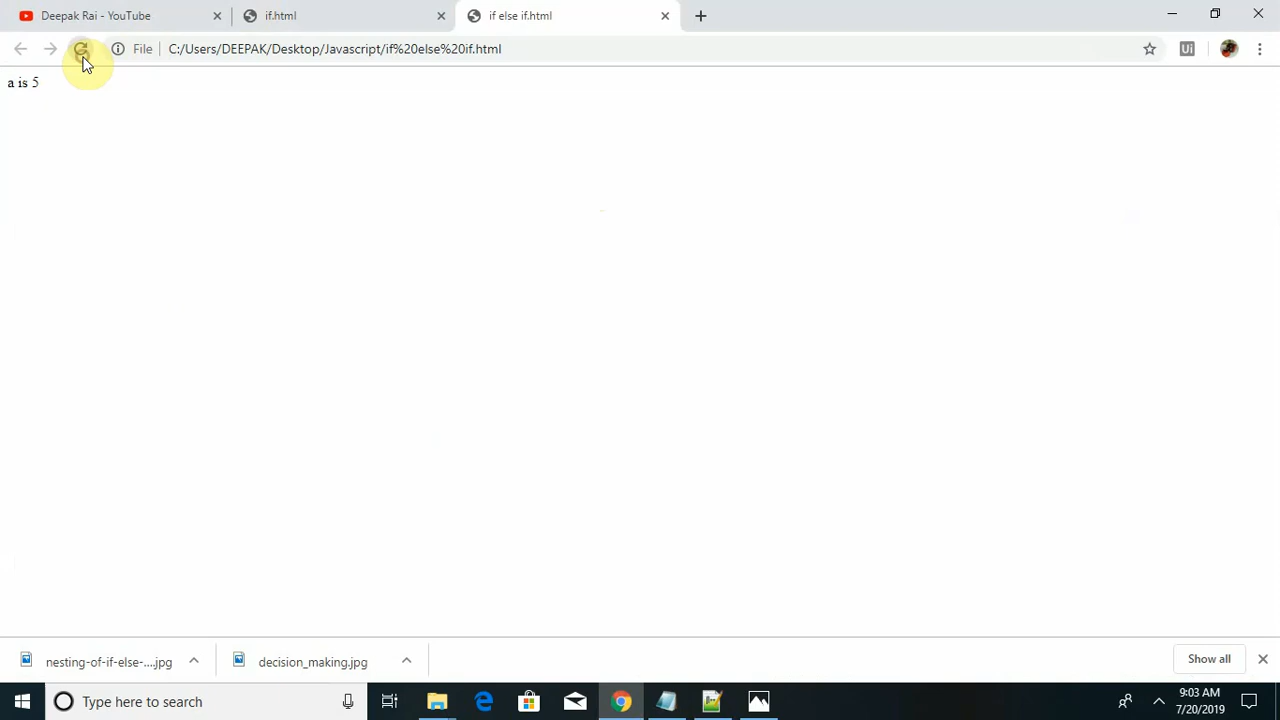 Deepak Rai - YouTube
if.html
if else if.html
File
C:/Users/DEEPAK/Desktop/Javascript/if%20else%20if.html
Ui
a is 5
nesting-of-if-else-....jpg
decision_making.jpg
Show all
Type here to search
9:03 AM
7/20/2019